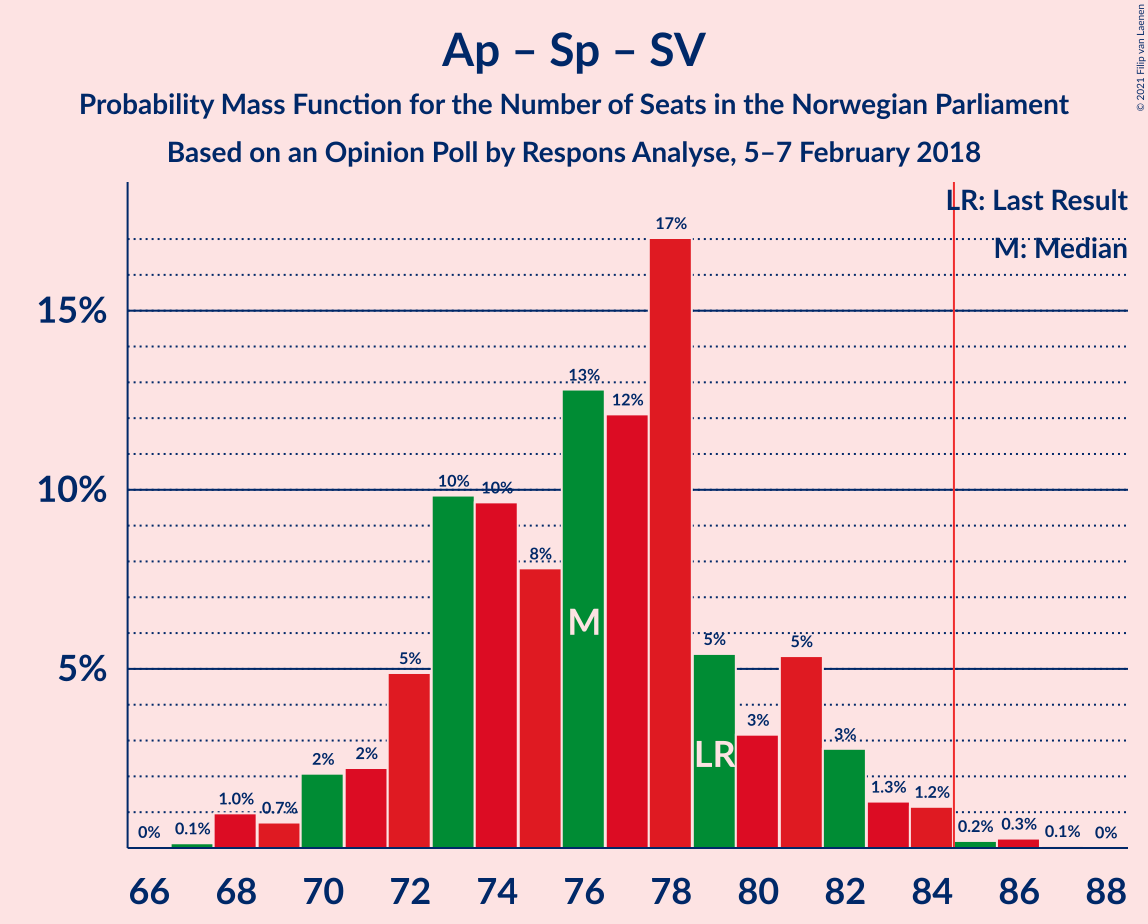 Ap – Sp – SV
Probability Mass Function for the Number of Seats in the Norwegian Parliament
Based on an Opinion Poll by Respons Analyse, 5–7 February 2018
© 2021 Filip van Laenen
LR: Last Result
M: Median
15%
10%
5%
0%
0.1%
1.0%
0.7%
2%
2%
5%
10%
10%
8%
13%
12%
17%
5%
3%
5%
3%
1.3%
1.2%
0.2%
0.3%
0.1%
0%
M
LR
66 68 70 72 74 76 78 80 82 84 86 88